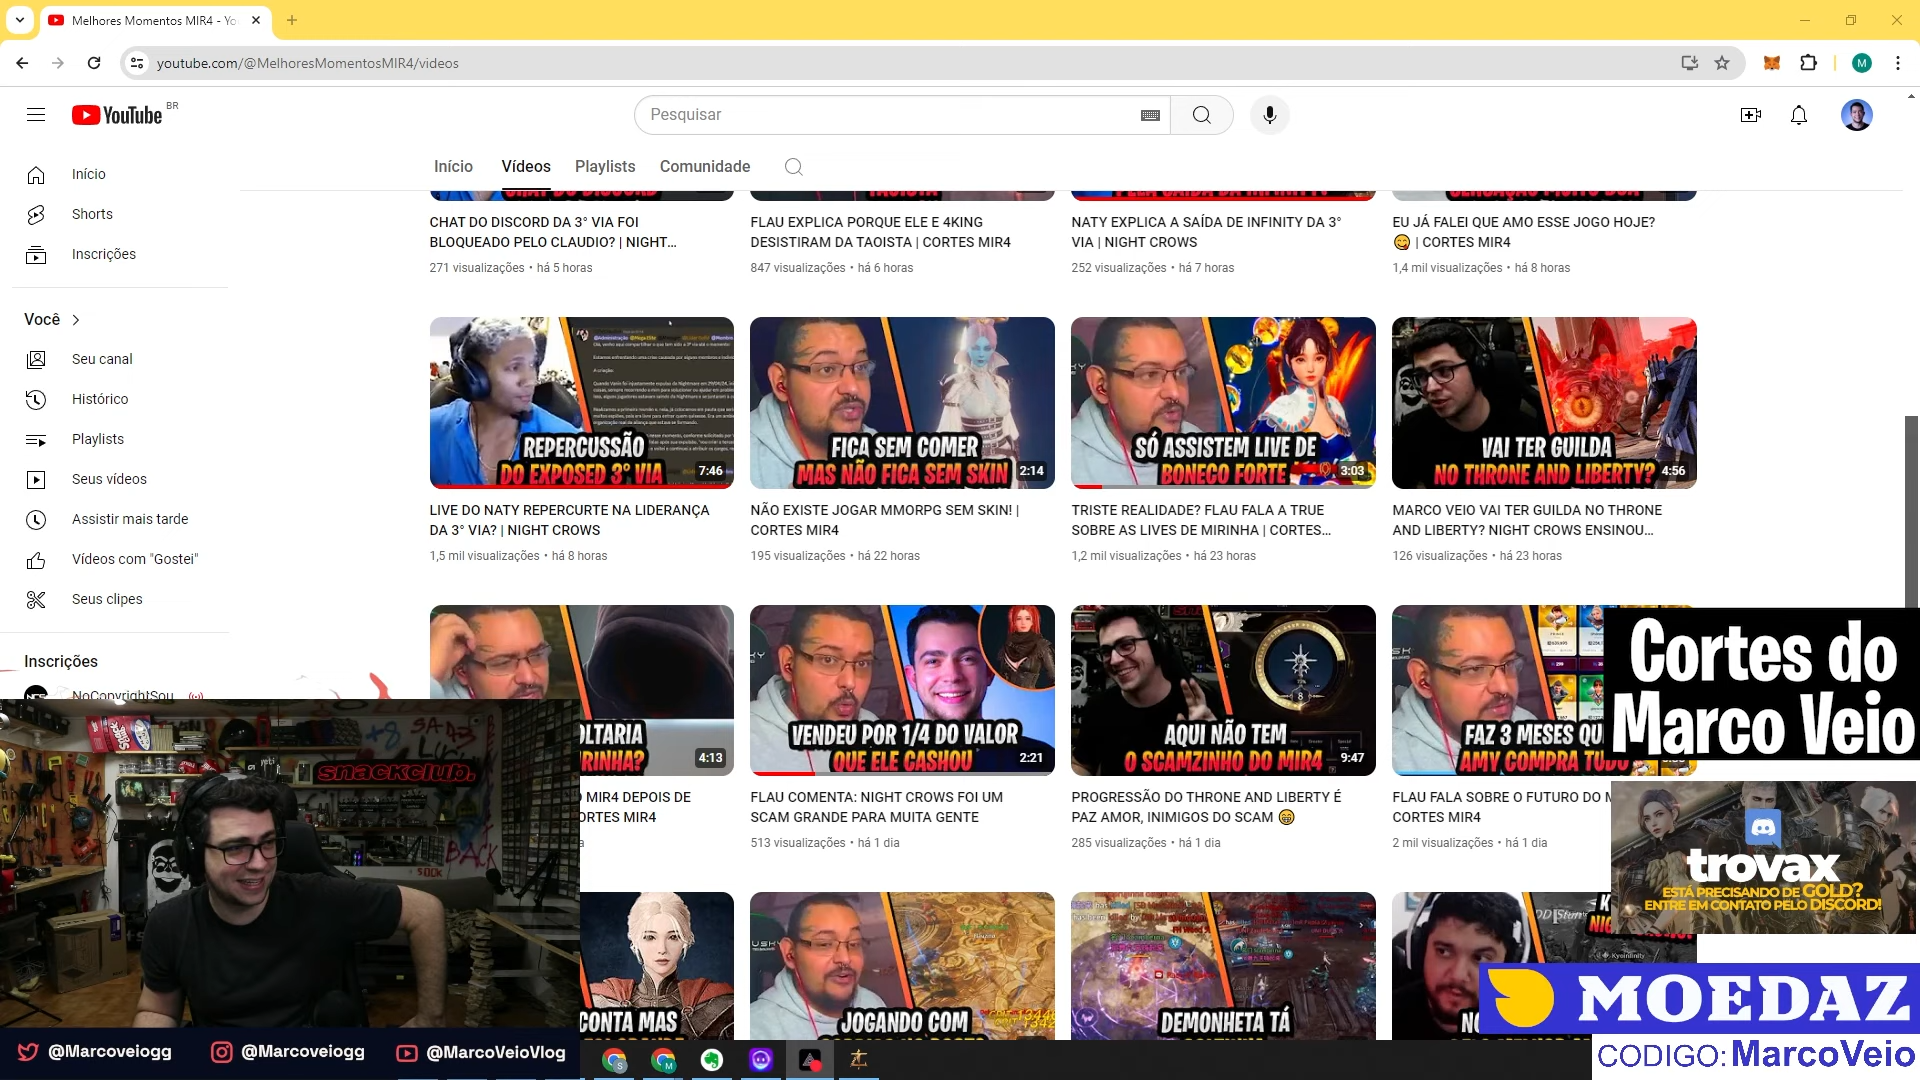 Melhores Momentos MIR4 - Yo
youtube.com/@MelhoresMomentosMIR4/videos
M
YouTube BR
Pesquisar
Início
Shorts
Inscrições
Você
Seu canal
Histórico
Playlists
Seus vídeos
Assistir mais tarde
Vídeos com "Gostei"
Seus clipes
Inscrições
NoCopyrightSou
Início Vídeos Playlists Comunidade
CHAT DO DISCORD DA 3° VIA FOI
BLOQUEADO PELO CLAUDIO? | NIGHT...
271 visualizações • há 5 horas
FLAU EXPLICA PORQUE ELE E 4KING
DESISTIRAM DA TAOISTA | CORTES MIR4
847 visualizações • há 6 horas
NATY EXPLICA A SAÍDA DE INFINITY DA 3°
VIA | NIGHT CROWS
252 visualizações • há 7 horas
EU JÁ FALEI QUE AMO ESSE JOGO HOJE?
😋 | CORTES MIR4
1,4 mil visualizações • há 8 horas
REPERCUSSÃO
DO EXPOSED 3° VIA
7:46
LIVE DO NATY REPERCURTE NA LIDERANÇA
DA 3° VIA? | NIGHT CROWS
1,5 mil visualizações • há 8 horas
FICA SEM COMER
MAS NÃO FICA SEM SKIN
2:14
NÃO EXISTE JOGAR MMORPG SEM SKIN! |
CORTES MIR4
195 visualizações • há 22 horas
SÓ ASSISTEM LIVE DE
BONECO FORTE
3:03
TRISTE REALIDADE? FLAU FALA A TRUE
SOBRE AS LIVES DE MIRINHA | CORTES...
1,2 mil visualizações • há 23 horas
VAI TER GUILDA
NO THRONE AND LIBERTY?
4:56
MARCO VEIO VAI TER GUILDA NO THRONE
AND LIBERTY? NIGHT CROWS ENSINOU...
126 visualizações • há 23 horas
OLTARIA
RINHA?
4:13
O MIR4 DEPOIS DE
ORTES MIR4
VENDEU POR 1/4 DO VALOR
QUE ELE CASHOU
2:21
FLAU COMENTA: NIGHT CROWS FOI UM
SCAM GRANDE PARA MUITA GENTE
513 visualizações • há 1 dia
AQUI NÃO TEM
O SCAMZINHO DO MIR4
9:47
PROGRESSÃO DO THRONE AND LIBERTY É
PAZ AMOR, INIMIGOS DO SCAM 😁
285 visualizações • há 1 dia
FAZ 3 MESES QU
AMY COMPRA TUDO
FLAU FALA SOBRE O FUTURO DO M
CORTES MIR4
2 mil visualizações • há 1 dia
CONTA MAS
JOGANDO COM
DEMONHETA TÁ
Cortes do
Marco Veio
trovax
ESTÁ PRECISANDO DE GOLD?
ENTRE EM CONTATO PELO DISCORD!
MOEDAZ
CODIGO: MarcoVeio
snackclub.
@Marcoveiogg @Marcoveiogg @MarcoVeioVlog